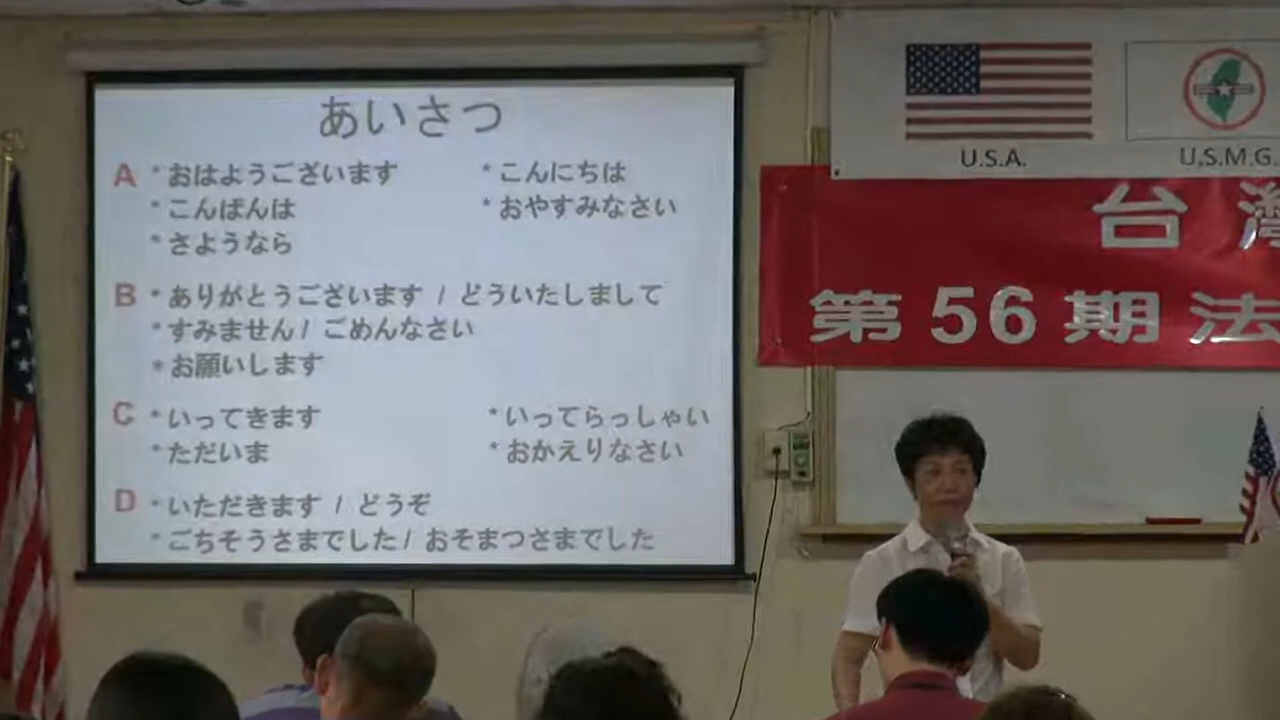 あいさつ
A *おはようございます *こんにちは
*こんばんは *おやすみなさい
*さようなら
B *ありがとうございます / どういたしまして
*すみません/ ごめんなさい
*お願いします
C *いってきます *いってらっしゃい
*ただいま *おかえりなさい
D *いただきます / どうぞ
*ごちそうさまでした/ おそまつさまでした
U.S.A.
U.S.M.G.
台灣
第56期法